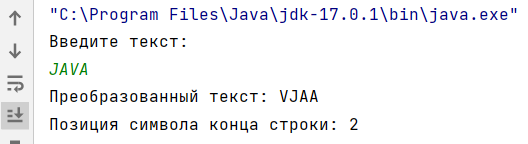 "C:\Program Files\Java\jdk-17.0.1\bin\java.exe"
Введите текст:
JAVA
Преобразованный текст: VJAA
Позиция символа конца строки: 2